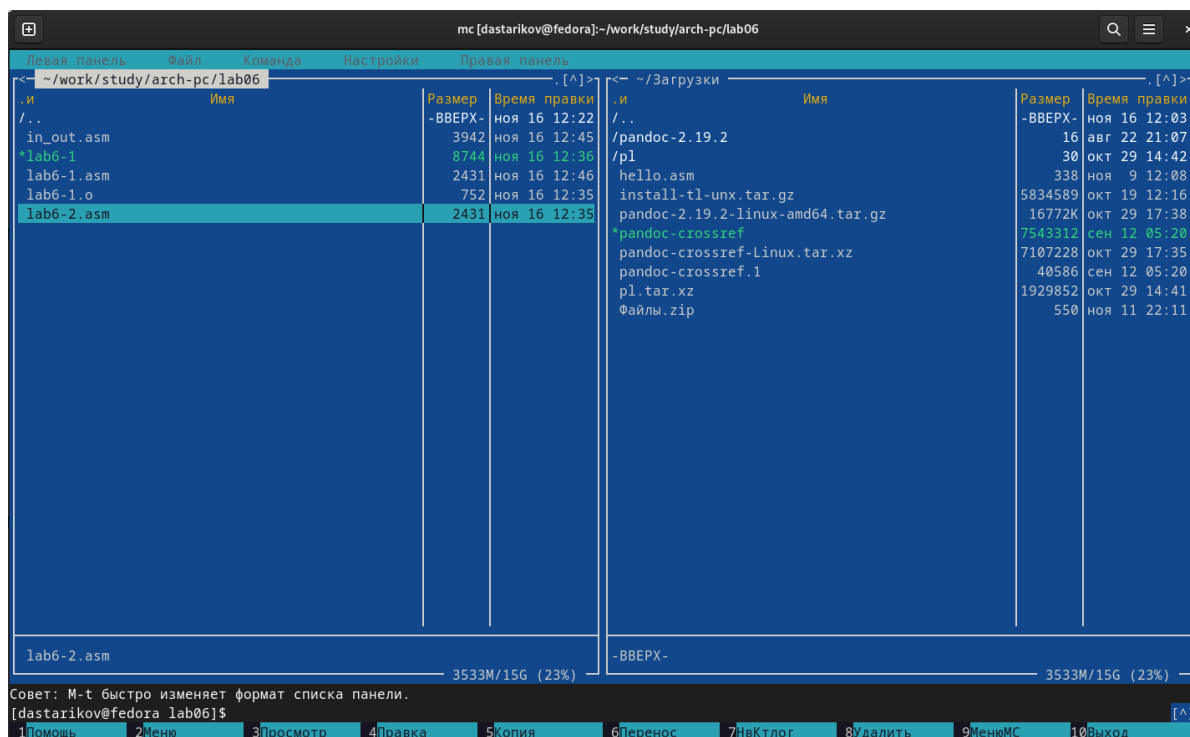 mc [dastarikov@fedora]:~/work/study/arch-pc/lab06
Левая панель Файл Команда Настройки Правая панель
<─ ~/work/study/arch-pc/lab06 .[^]>
.и Имя Размер Время правки
/.. -ВВЕРХ- ноя 16 12:22
in_out.asm 3942 ноя 16 12:45
*lab6-1 8744 ноя 16 12:36
lab6-1.asm 2431 ноя 16 12:46
lab6-1.o 752 ноя 16 12:35
lab6-2.asm 2431 ноя 16 12:35
lab6-2.asm
3533M/15G (23%)
<─ ~/Загрузки .[^]>
.и Имя Размер Время правки
/.. -ВВЕРХ- ноя 16 12:03
/pandoc-2.19.2 16 авг 22 21:07
/pl 30 окт 29 14:42
hello.asm 338 ноя 9 12:08
install-tl-unx.tar.gz 5834589 окт 19 12:16
pandoc-2.19.2-linux-amd64.tar.gz 16772K окт 29 17:38
*pandoc-crossref 7543312 сен 12 05:20
pandoc-crossref-Linux.tar.xz 7107228 окт 29 17:35
pandoc-crossref.1 40586 сен 12 05:20
pl.tar.xz 1929852 окт 29 14:41
Файлы.zip 550 ноя 11 22:11
-ВВЕРХ-
3533M/15G (23%)
Совет: M-t быстро изменяет формат списка панели.
[dastarikov@fedora lab06]$ [^]
1Помощь 2Меню 3Просмотр 4Правка 5Копия 6Перенос 7НвКтлог 8Удалить 9МенюMC 10Выход